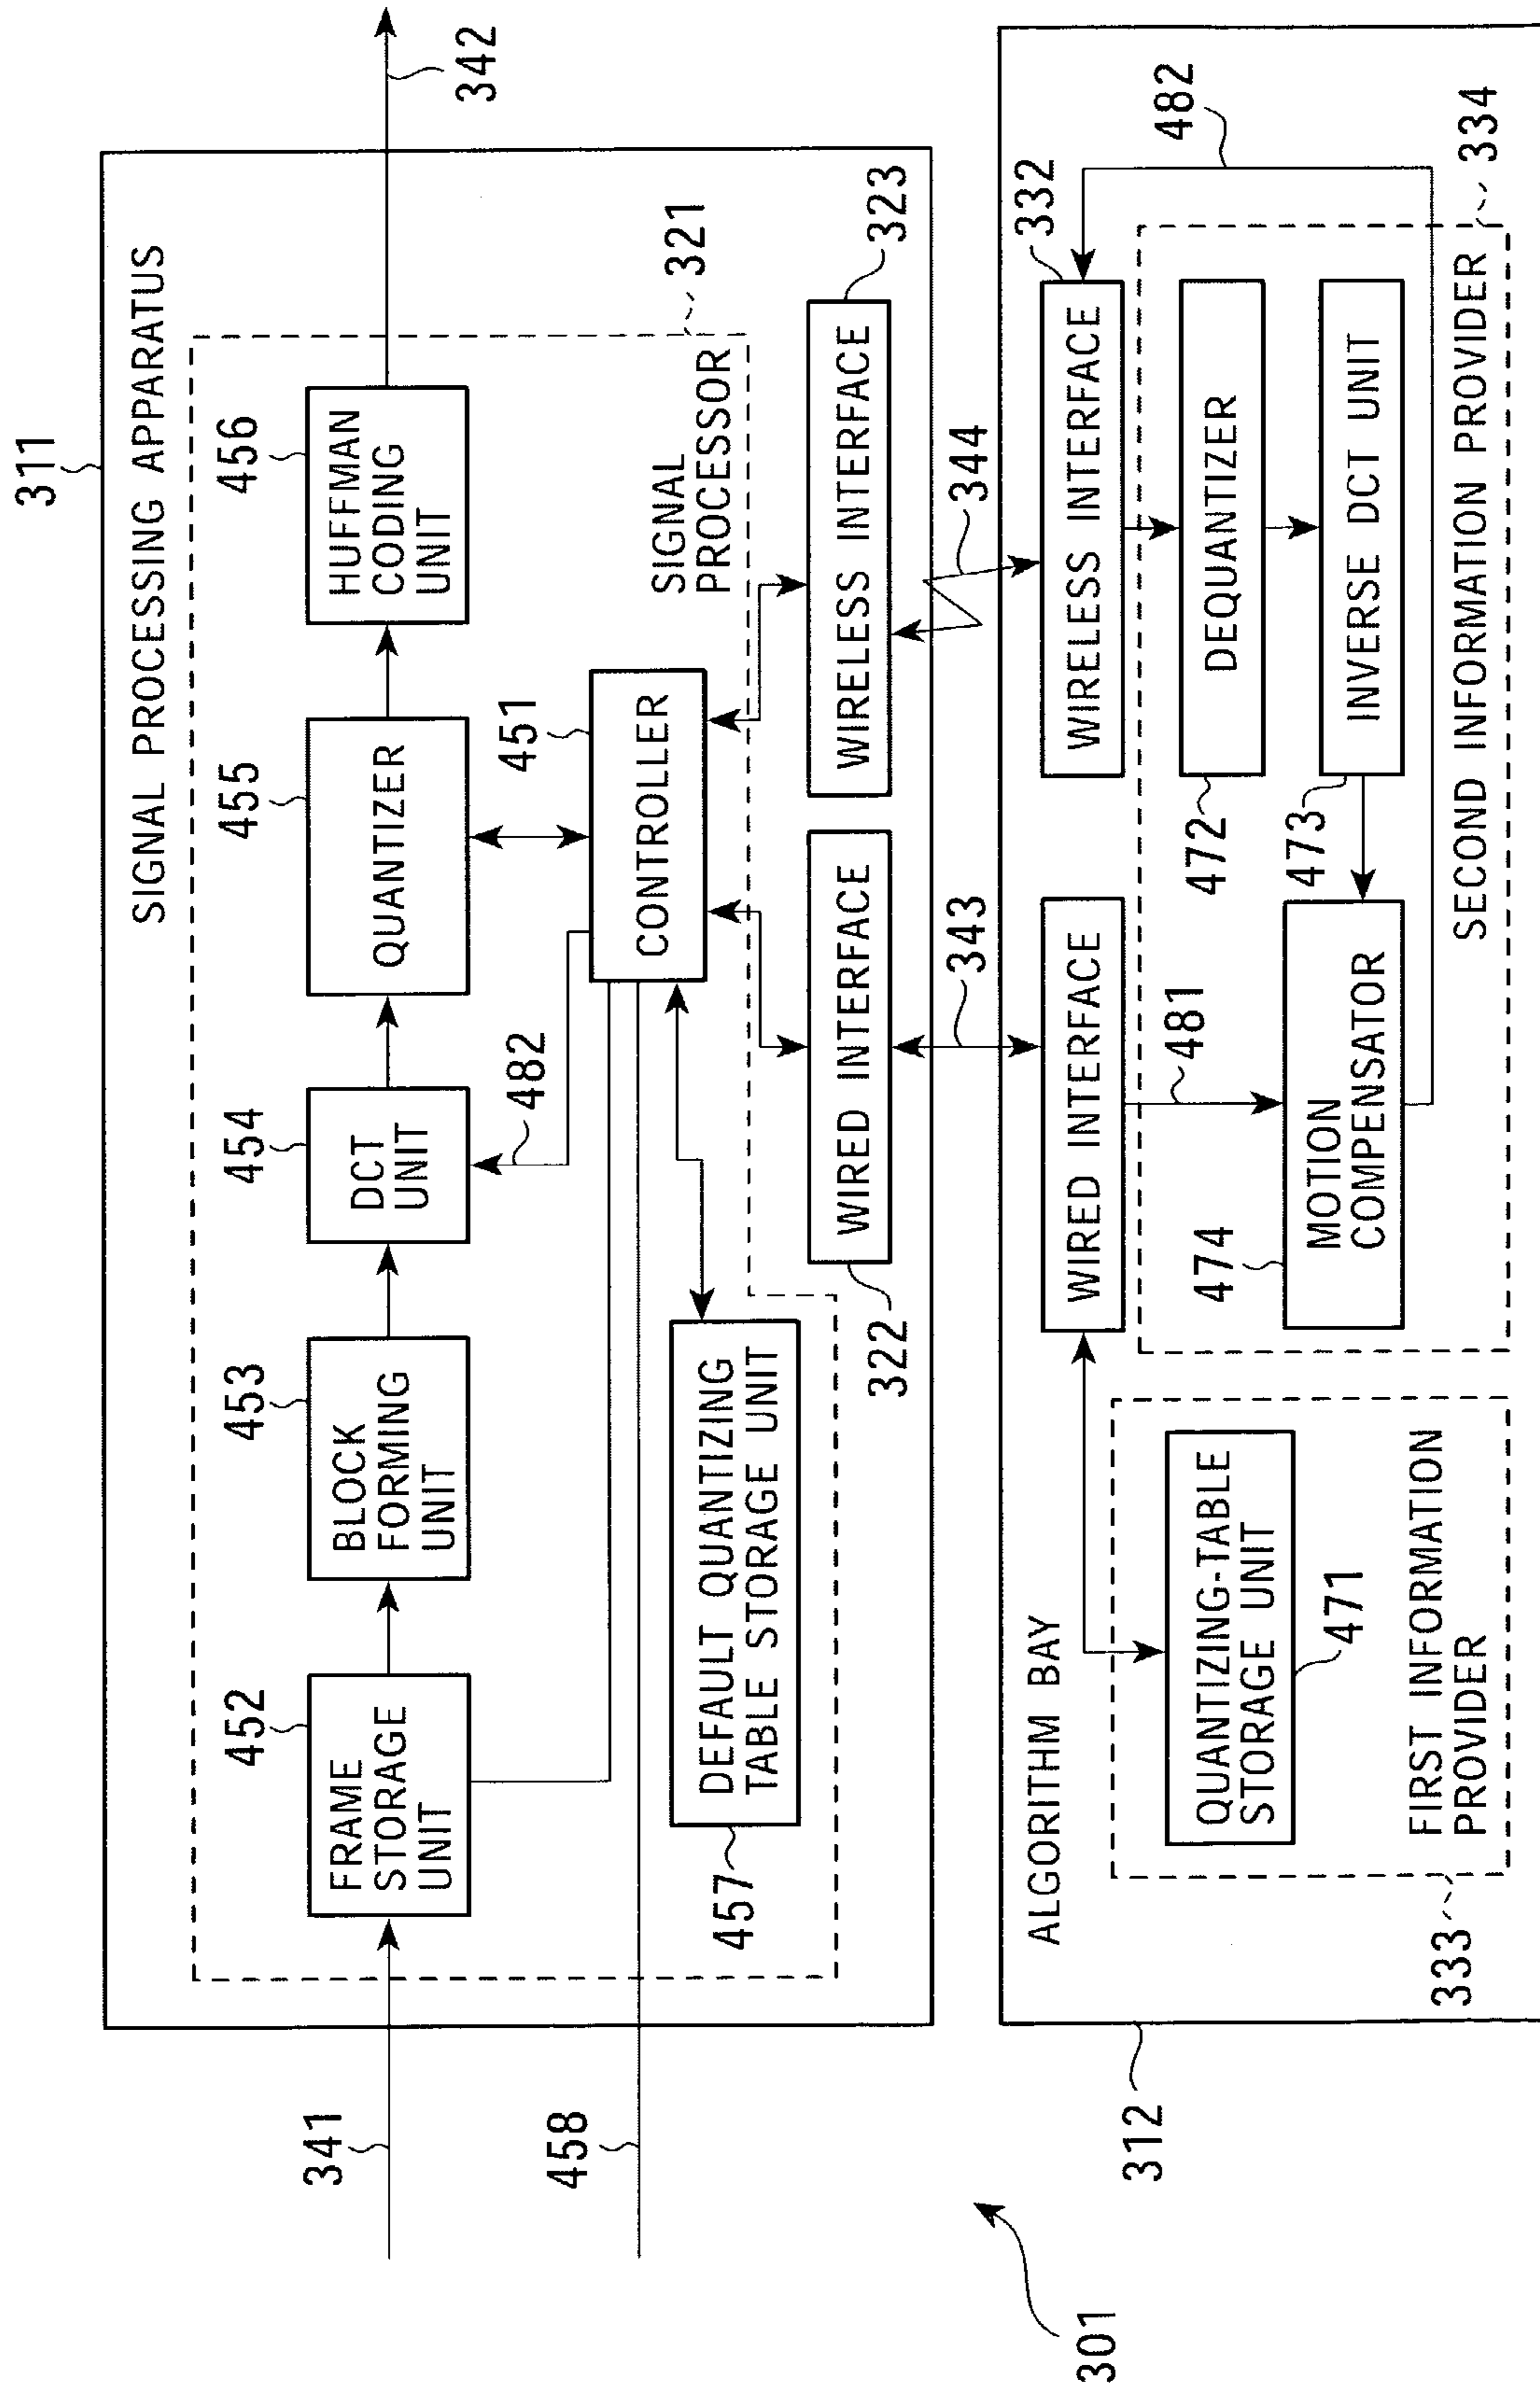 311
SIGNAL PROCESSING APPARATUS
341
452
FRAME
STORAGE
UNIT
453
BLOCK
FORMING
UNIT
454
DCT
UNIT
455
QUANTIZER
456
HUFFMAN
CODING
UNIT
342
482
451
CONTROLLER
SIGNAL
PROCESSOR
321
458
457
DEFAULT QUANTIZING
TABLE STORAGE UNIT
322
WIRED INTERFACE
WIRELESS INTERFACE
323
343
344
301
312
ALGORITHM BAY
WIRED INTERFACE
WIRELESS INTERFACE
332
482
QUANTIZING-TABLE
STORAGE UNIT
471
FIRST INFORMATION
PROVIDER
333
481
474
MOTION
COMPENSATOR
472
DEQUANTIZER
473
INVERSE DCT UNIT
SECOND INFORMATION PROVIDER
334